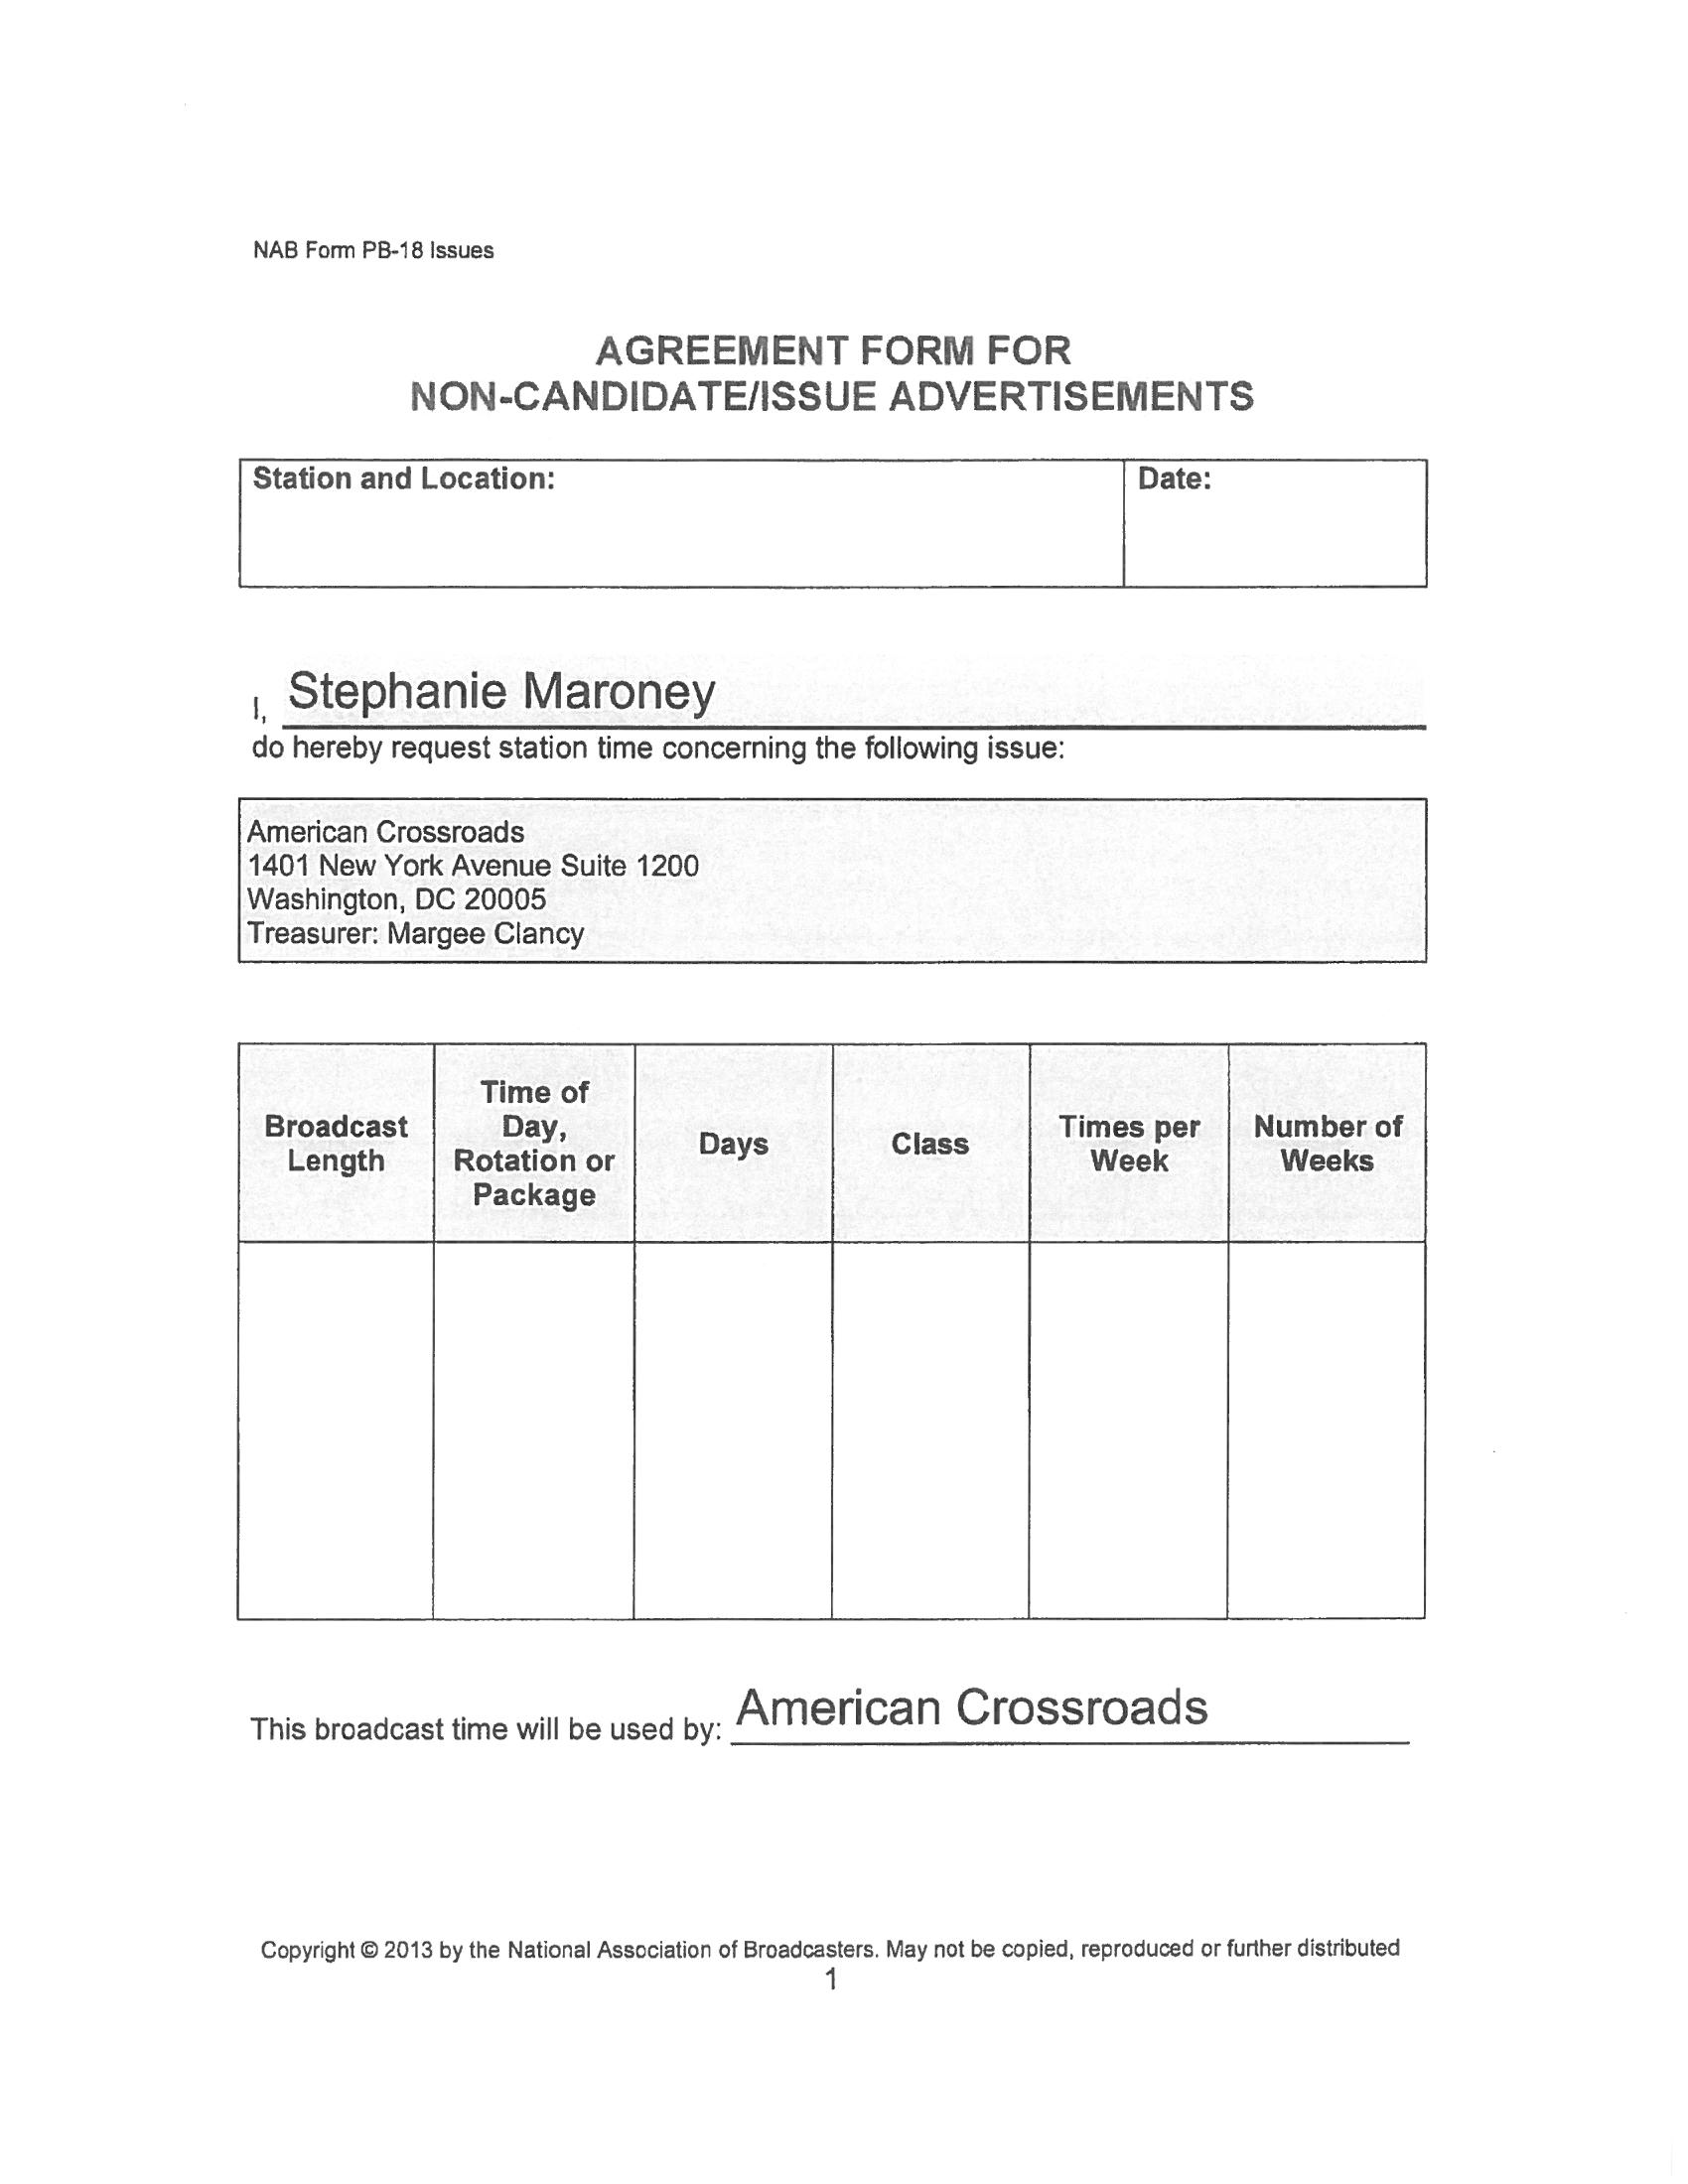 NAB Form PB-18 Issues
AGREEMENT FORM FOR
NON-CANDIDATE/ISSUE ADVERTISEMENTS
Station and Location:
Date:
I, Stephanie Maroney
do hereby request station time concerning the following issue:
American Crossroads
1401 New York Avenue Suite 1200
Washington, DC 20005
Treasurer: Margee Clancy
Broadcast
Length
Time of
Day,
Rotation or
Package
Days
Class
Times per
Week
Number of
Weeks
This broadcast time will be used by: American Crossroads
Copyright © 2013 by the National Association of Broadcasters. May not be copied, reproduced or further distributed
1